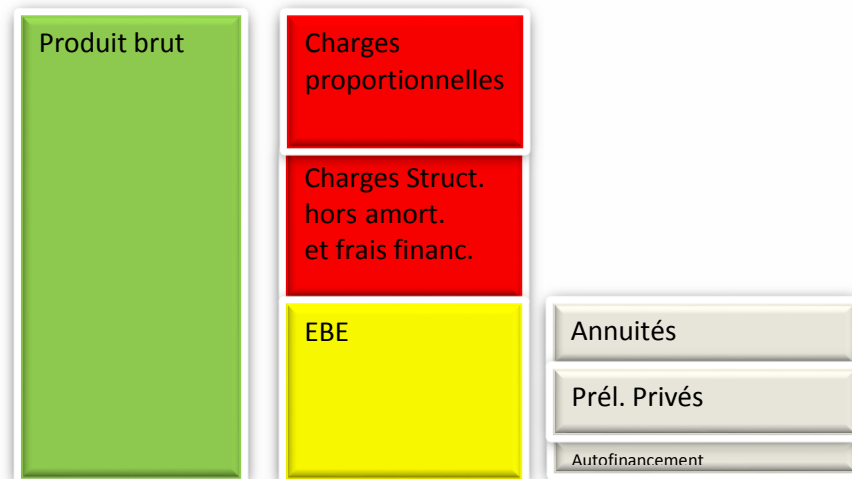 Produit brut
Charges
proportionnelles
Charges Struct.
hors amort.
et frais financ.
EBE
Annuités
Prél. Privés
Autofinancement